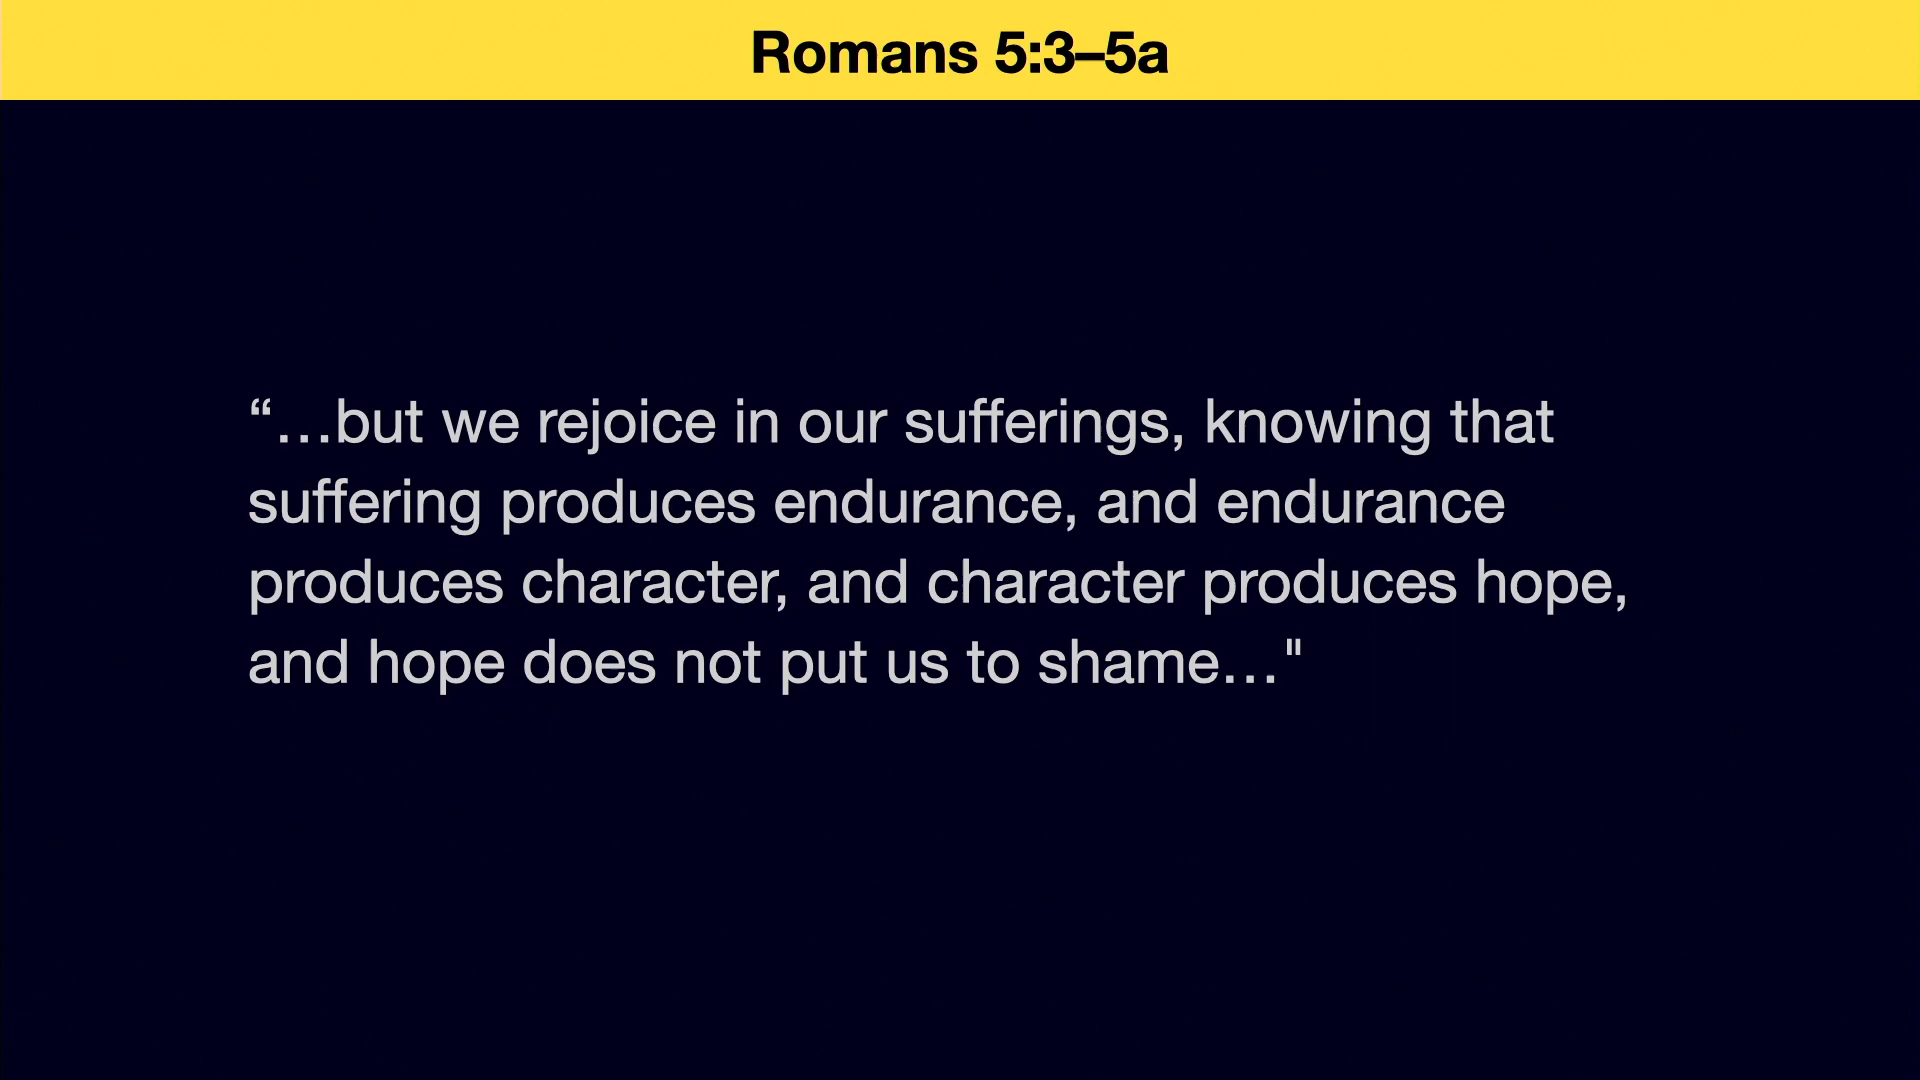 Romans 5:3–5a
“…but we rejoice in our sufferings, knowing that
suffering produces endurance, and endurance
produces character, and character produces hope,
and hope does not put us to shame…"